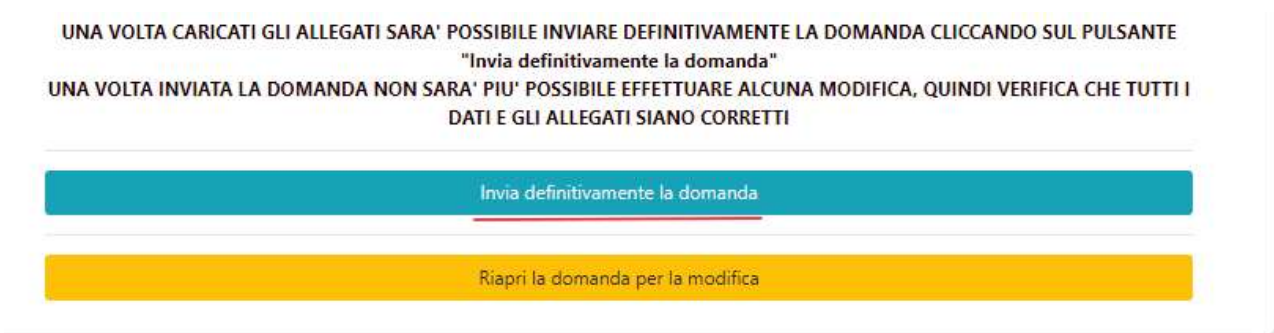 UNA VOLTA CARICATI GLI ALLEGATI SARA' POSSIBILE INVIARE DEFINITIVAMENTE LA DOMANDA CLICCANDO SUL PULSANTE
"Invia definitivamente la domanda"
UNA VOLTA INVIATA LA DOMANDA NON SARA' PIU' POSSIBILE EFFETTUARE ALCUNA MODIFICA, QUINDI VERIFICA CHE TUTTI I
DATI E GLI ALLEGATI SIANO CORRETTI
Invia definitivamente la domanda
Riapri la domanda per la modifica